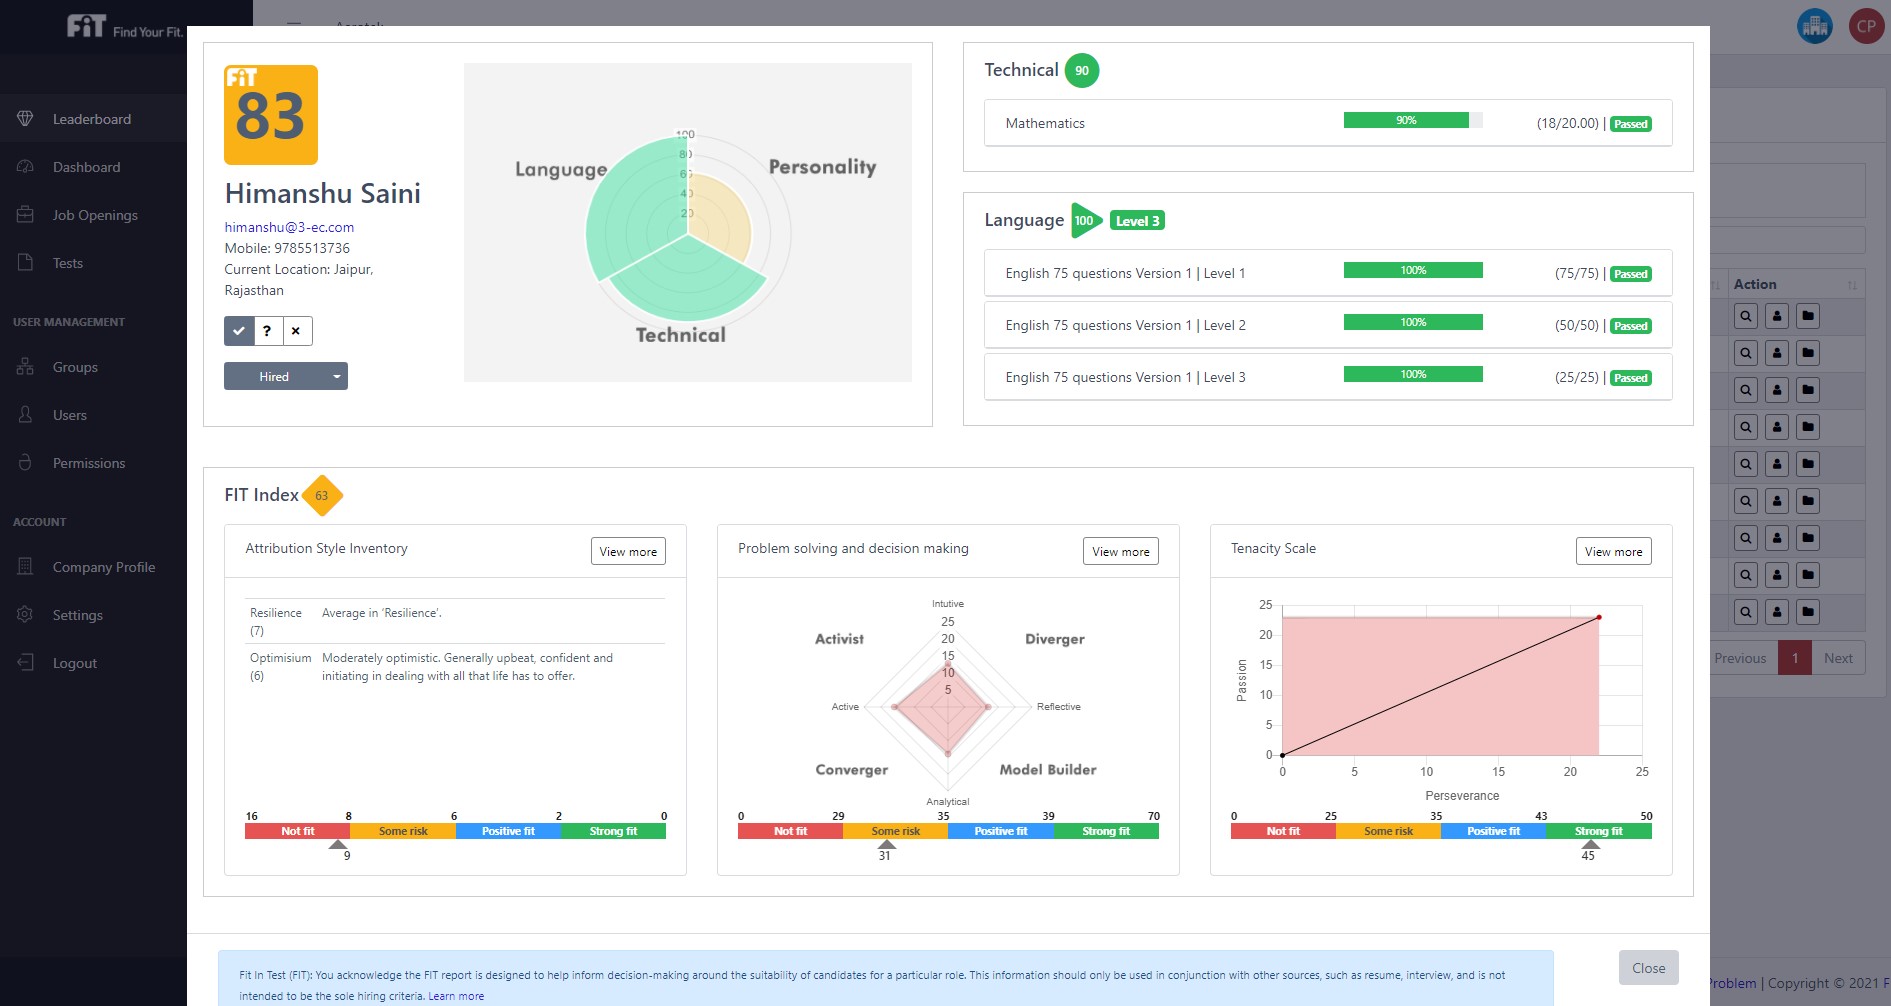 FiT Find Your Fit.
CP
Leaderboard
Dashboard
Job Openings
Tests
USER MANAGEMENT
Groups
Users
Permissions
ACCOUNT
Company Profile
Settings
Logout
FiT
83
Himanshu Saini
himanshu@3-ec.com
Mobile: 9785513736
Current Location: Jaipur,
Rajasthan
?
Hired
100
80
60
40
20
Language
Personality
Technical
Technical 90
Mathematics 90% (18/20.00) | Passed
Language 100 Level 3
English 75 questions Version 1 | Level 1 100% (75/75) | Passed
English 75 questions Version 1 | Level 2 100% (50/50) | Passed
English 75 questions Version 1 | Level 3 100% (25/25) | Passed
Action
Previous 1 Next
FIT Index 63
Attribution Style Inventory View more
Resilience Average in ‘Resilience’.
(7)
Optimisium Moderately optimistic. Generally upbeat, confident and
(6) initiating in dealing with all that life has to offer.
16 8 6 2 0
Not fit Some risk Positive fit Strong fit
9
Problem solving and decision making View more
Intutive
25
20
15
10
5
Activist
Diverger
Active
Reflective
Converger
Model Builder
Analytical
0 29 35 39 70
Not fit Some risk Positive fit Strong fit
31
Tenacity Scale View more
25
20
15
10
5
0
Passion
0 5 10 15 20 25
Perseverance
0 25 35 43 50
Not fit Some risk Positive fit Strong fit
45
Fit In Test (FIT): You acknowledge the FIT report is designed to help inform decision-making around the suitability of candidates for a particular role. This information should only be used in conjunction with other sources, such as resume, interview, and is not
intended to be the sole hiring criteria. Learn more
Close
Problem | Copyright © 2021 F